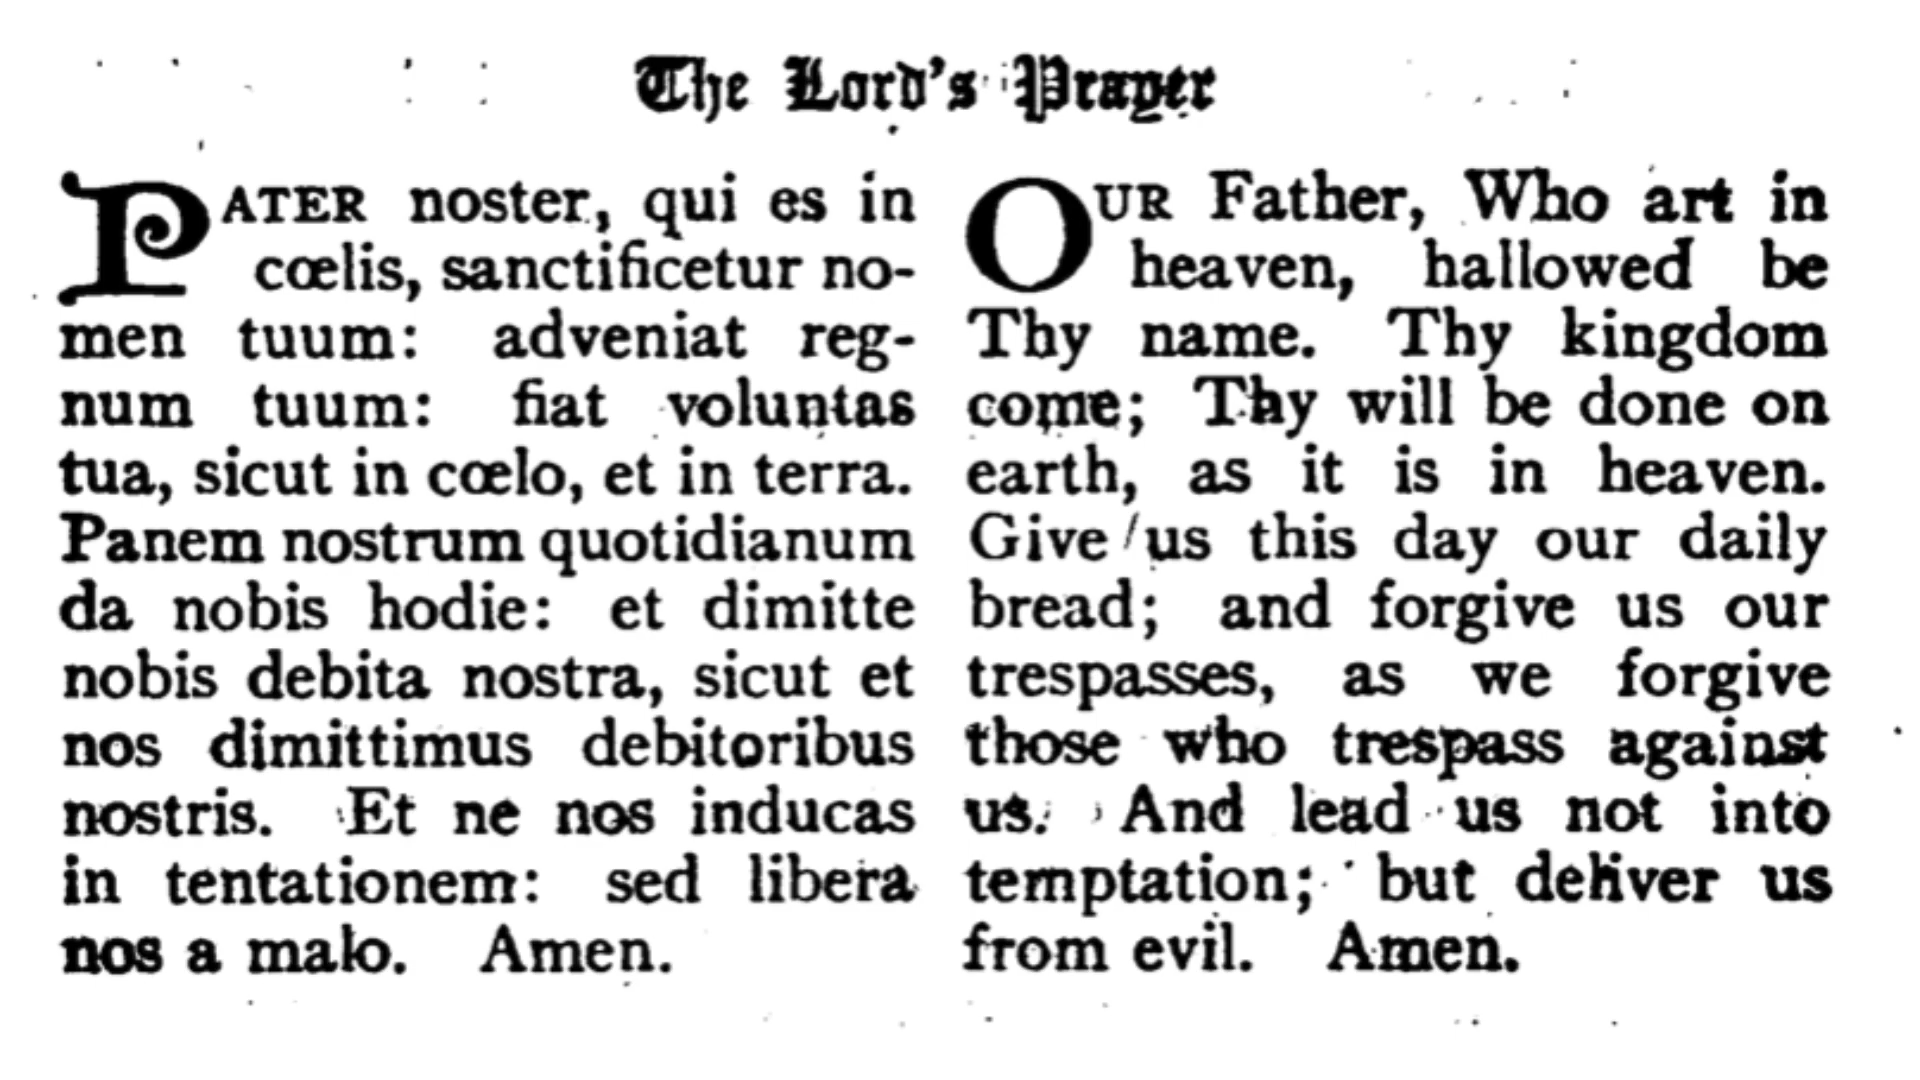 The Lord's Prayer
PATER noster, qui es in
cœlis, sanctificetur no-
men tuum: adveniat reg-
num tuum: fiat voluntas
tua, sicut in cœlo, et in terra.
Panem nostrum quotidianum
da nobis hodie: et dimitte
nobis debita nostra, sicut et
nos dimittimus debitoribus
nostris. Et ne nos inducas
in tentationem: sed libera
nos a malo. Amen.
OUR Father, Who art in
heaven, hallowed be
Thy name. Thy kingdom
come; Thy will be done on
earth, as it is in heaven.
Give us this day our daily
bread; and forgive us our
trespasses, as we forgive
those who trespass against
us. And lead us not into
temptation; but deliver us
from evil. Amen.